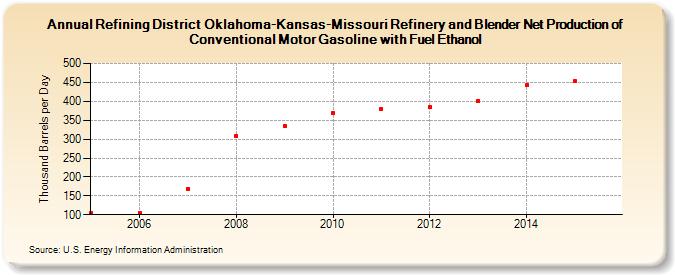 Annual Refining District Oklahoma-Kansas-Missouri Refinery and Blender Net Production of
Conventional Motor Gasoline with Fuel Ethanol
Thousand Barrels per Day
500
450
400
350
300
250
200
150
100
2006 2008 2010 2012 2014
Source: U.S. Energy Information Administration